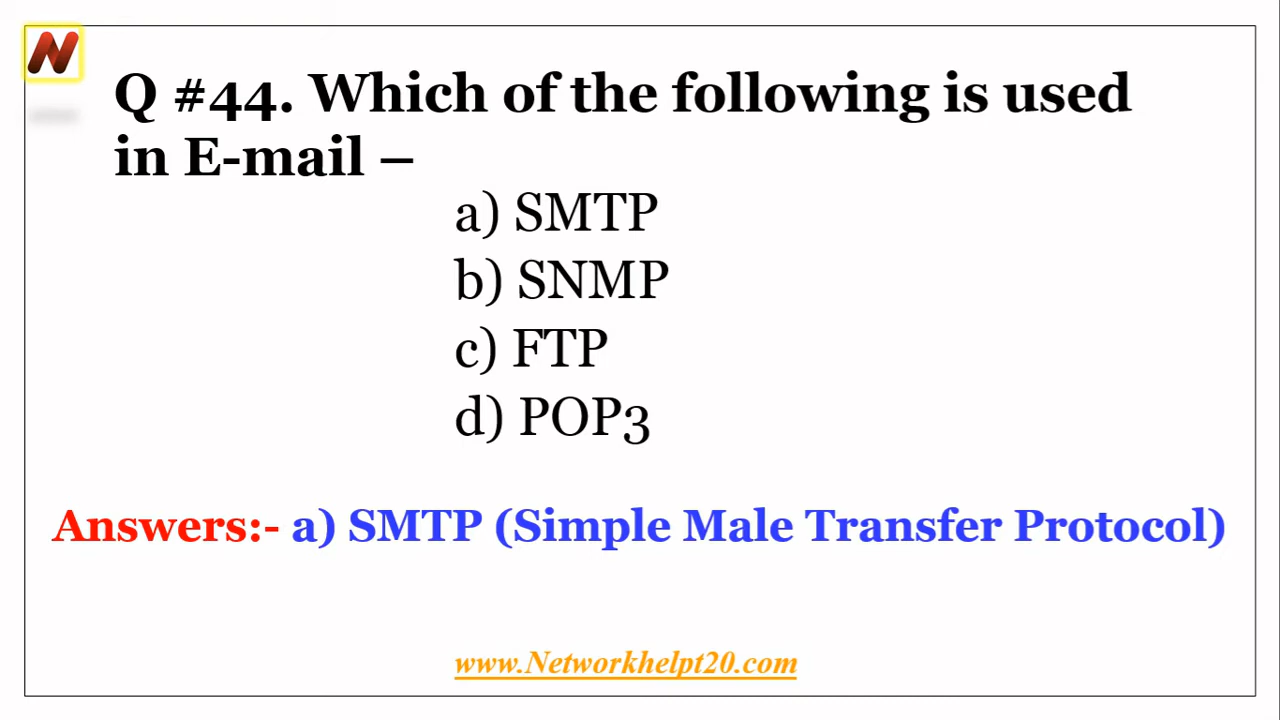 Q #44. Which of the following is used
in E-mail –
a) SMTP
b) SNMP
c) FTP
d) POP3
Answers:- a) SMTP (Simple Male Transfer Protocol)
www.Networkhelpt20.com